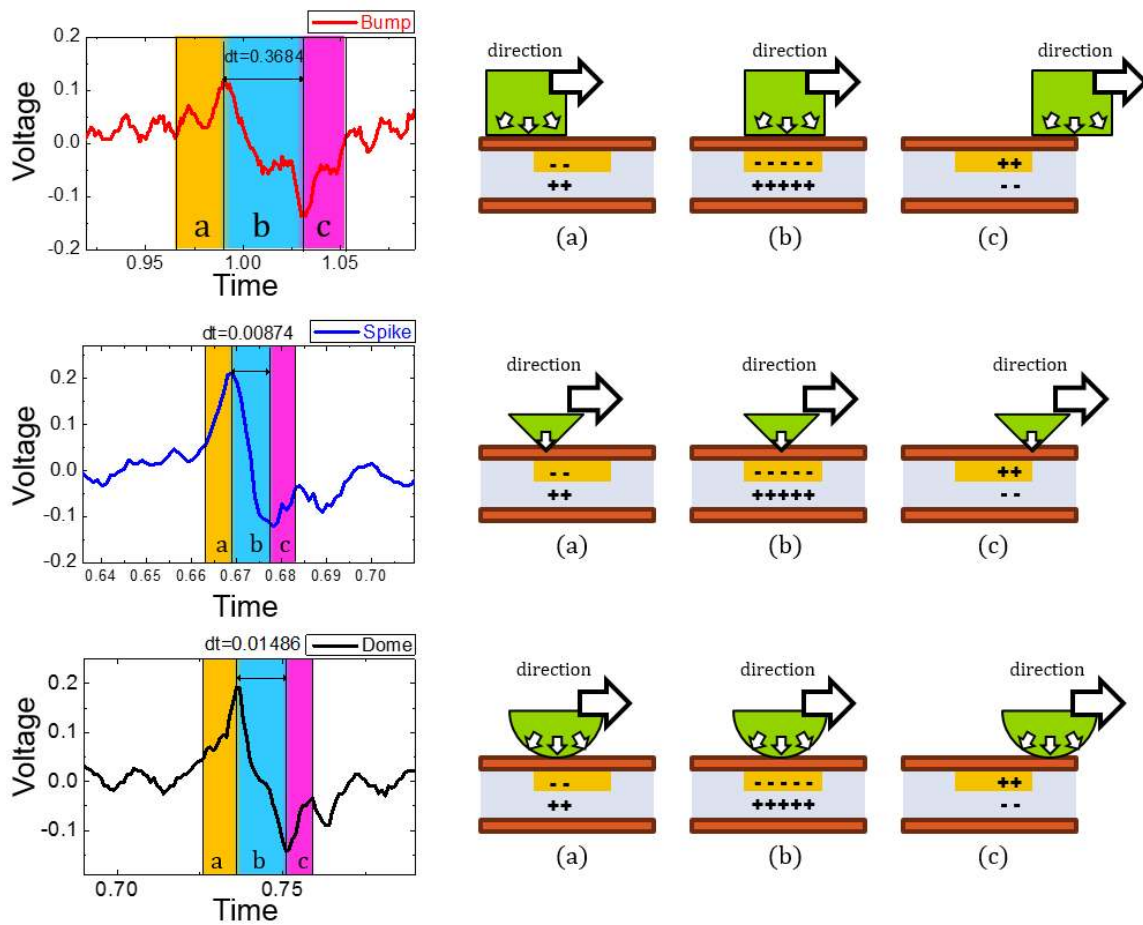 Bump
0.2
dt=0.3684
0.1
0.0
-0.1
-0.2
Voltage
a b c
0.95 1.00 1.05
Time
direction direction direction
- - - - - - - + +
+ + + + + + + - -
(a) (b) (c)
dt=0.00874
Spike
0.2
0.1
0.0
-0.1
-0.2
Voltage
a b c
0.64 0.65 0.66 0.67 0.68 0.69 0.70
Time
direction direction direction
- - - - - - - + +
+ + + + + + + - -
(a) (b) (c)
dt=0.01486
Dome
0.2
0.1
0.0
-0.1
Voltage
a b c
0.70 0.75
Time
direction direction direction
- - - - - - - + +
+ + + + + + + - -
(a) (b) (c)